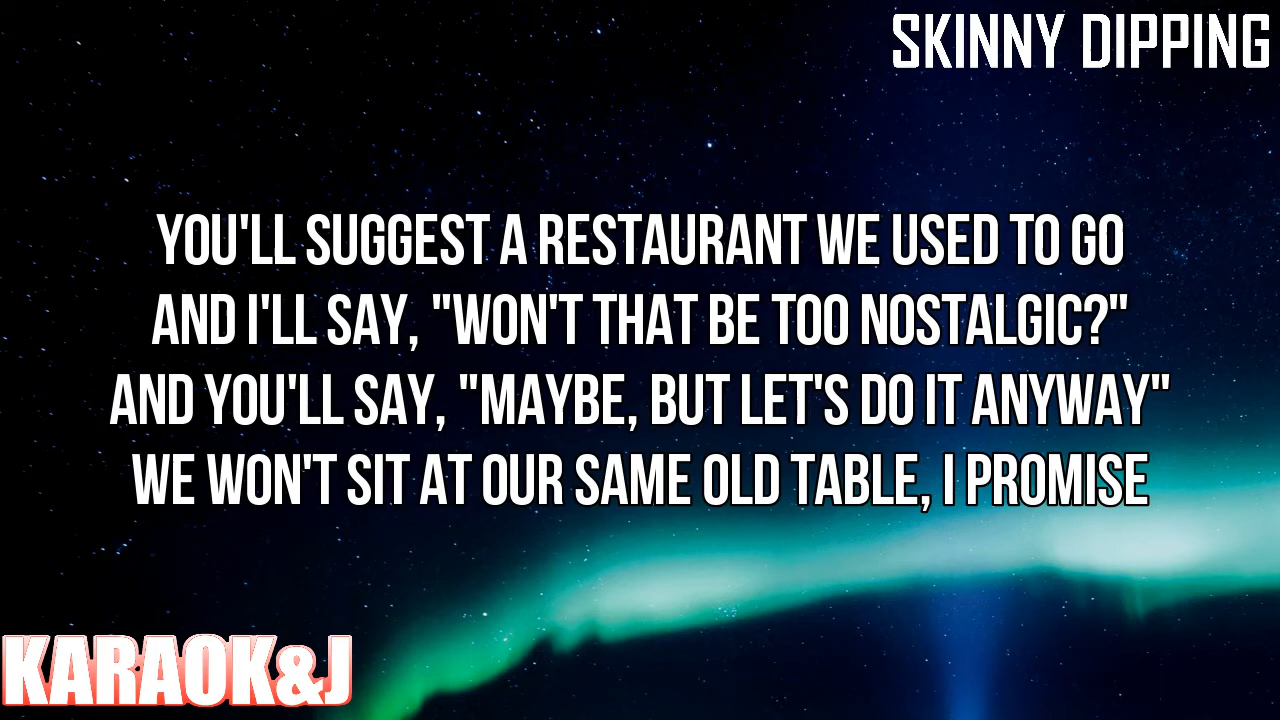 SKINNY DIPPING
YOU'LL SUGGEST A RESTAURANT WE USED TO GO
AND I'LL SAY, "WON'T THAT BE TOO NOSTALGIC?"
AND YOU'LL SAY, "MAYBE, BUT LET'S DO IT ANYWAY"
WE WON'T SIT AT OUR SAME OLD TABLE, I PROMISE
KARAOK&J